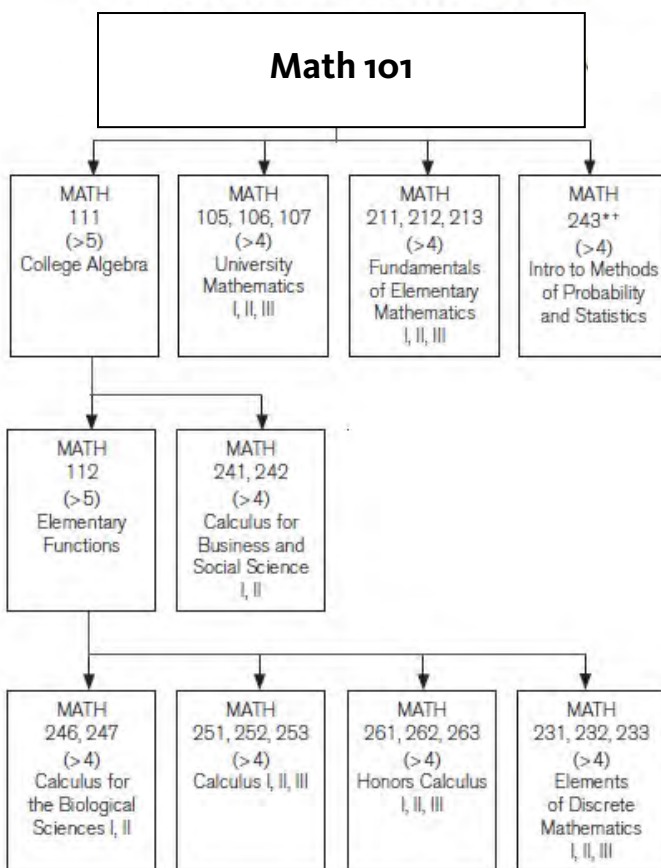 Math 101
MATH
111
(>5)
College Algebra
MATH
105, 106, 107
(>4)
University
Mathematics
I, II, III
MATH
211, 212, 213
(>4)
Fundamentals
of Elementary
Mathematics
I, II, III
MATH
243*+
(>4)
Intro to Methods
of Probability
and Statistics
MATH
112
(>5)
Elementary
Functions
MATH
241, 242
(>4)
Calculus for
Business and
Social Science
I, II
MATH
246, 247
(>4)
Calculus for
the Biological
Sciences I, II
MATH
251, 252, 253
(>4)
Calculus I, II, III
MATH
261, 262, 263
(>4)
Honors Calculus
I, II, III
MATH
231, 232, 233
(>4)
Elements
of Discrete
Mathematics
I, II, III